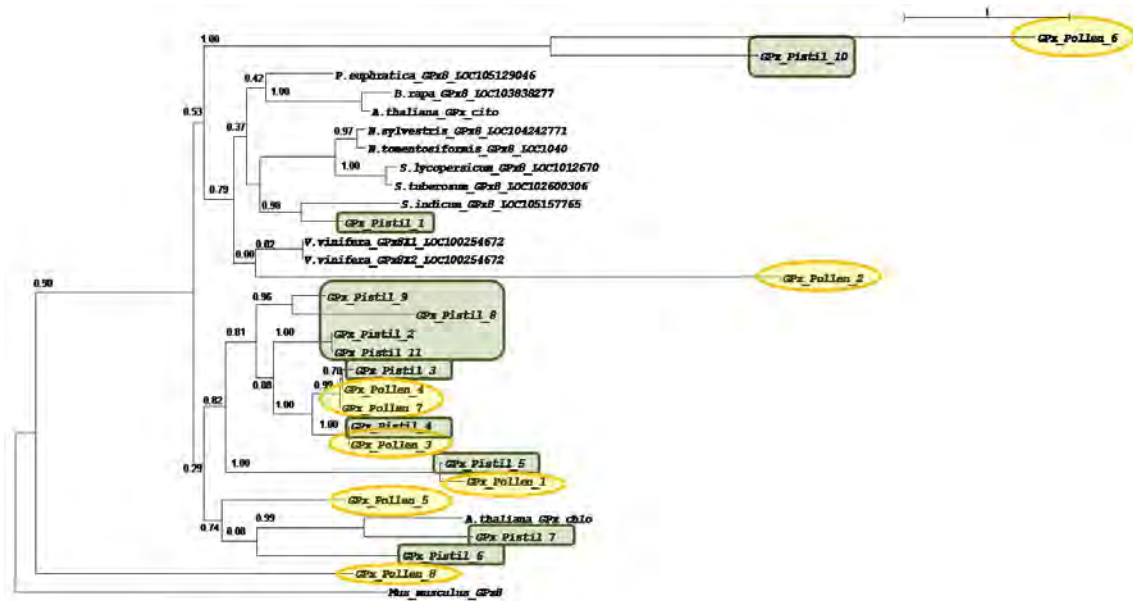 1
1.00
GPx_Pollen_6
GPx_Pistil_10
0.42
P.euphratica_GPx8_LOC105129046
1.00
B.rapa_GPx8_LOC103838277
A.thaliana_GPx_cito
0.53
0.37
0.97
N.sylvestris_GPx8_LOC104242771
N.tomentosiformis_GPx8_LOC1040
1.00
S.lycopersicum_GPx8_LOC1012670
S.tuberosum_GPx8_LOC102600306
0.79
0.98
S.indicum_GPx8_LOC105157765
GPx_Pistil_1
0.02
V.vinifera_GPx8X1_LOC100254672
0.00
V.vinifera_GPx8X2_LOC100254672
GPx_Pollen_2
0.90
0.96
GPx_Pistil_9
GPx_Pistil_8
0.81
1.00
GPx_Pistil_2
GPx_Pistil_11
0.88
0.78
GPx_Pistil_3
0.99
GPx_Pollen_4
0.82
1.00
GPx_Pollen_7
1.00
GPx_Pistil_4
GPx_Pollen_3
0.29
1.00
GPx_Pistil_5
GPx_Pollen_1
GPx_Pollen_5
0.74
0.08
0.99
A.thaliana_GPx_chlo
GPx_Pistil_7
GPx_Pistil_6
GPx_Pollen_8
Mus_musculus_GPx8